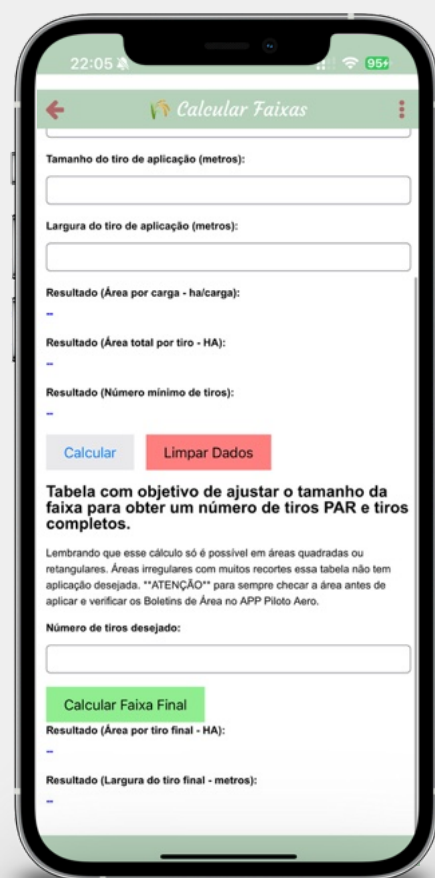 22:05
95+
Calcular Faixas
Tamanho do tiro de aplicação (metros):
Largura do tiro de aplicação (metros):
Resultado (Área por carga - ha/carga):
--
Resultado (Área total por tiro - HA):
--
Resultado (Número mínimo de tiros):
--
Calcular Limpar Dados
Tabela com objetivo de ajustar o tamanho da
faixa para obter um número de tiros PAR e tiros
completos.
Lembrando que esse cálculo só é possível em áreas quadradas ou
retangulares. Áreas irregulares com muitos recortes essa tabela não tem
aplicação desejada. **ATENÇÃO** para sempre checar a área antes de
aplicar e verificar os Boletins de Área no APP Piloto Aero.
Número de tiros desejado:
Calcular Faixa Final
Resultado (Área por tiro final - HA):
--
Resultado (Largura do tiro final - metros):
--